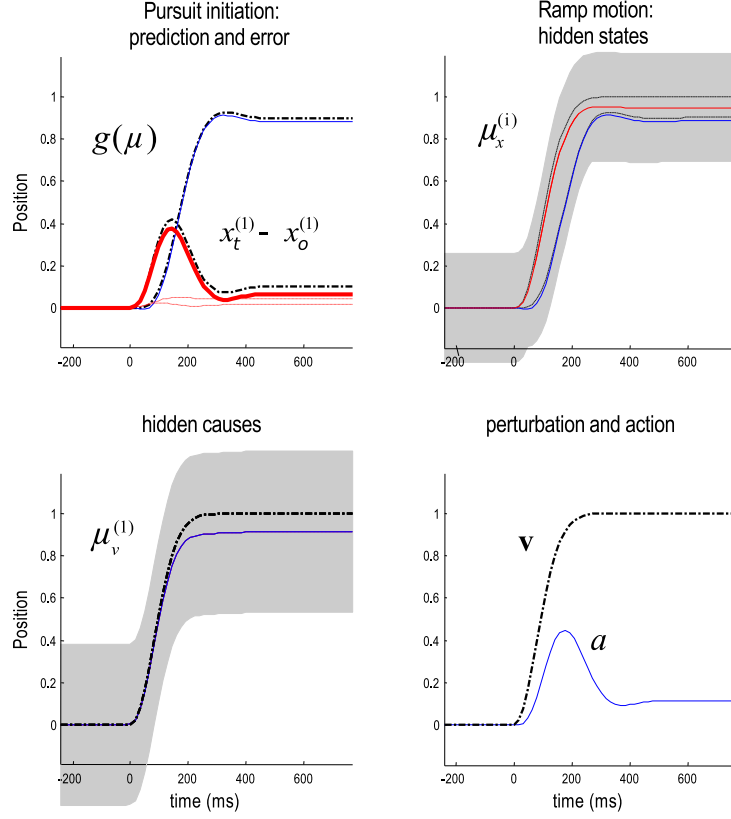 Pursuit initiation:
prediction and error
Position
1
0.8
0.6
0.4
0.2
0
g(μ)
x_t^(1) - x_o^(1)
-200 0 200 400 600
Ramp motion:
hidden states
1
0.8
0.6
0.4
0.2
0
μ_x^(i)
-200 0 200 400 600
hidden causes
Position
1
0.8
0.6
0.4
0.2
0
μ_v^(1)
-200 0 200 400 600
time (ms)
perturbation and action
1
0.8
0.6
0.4
0.2
0
v
a
-200 0 200 400 600
time (ms)